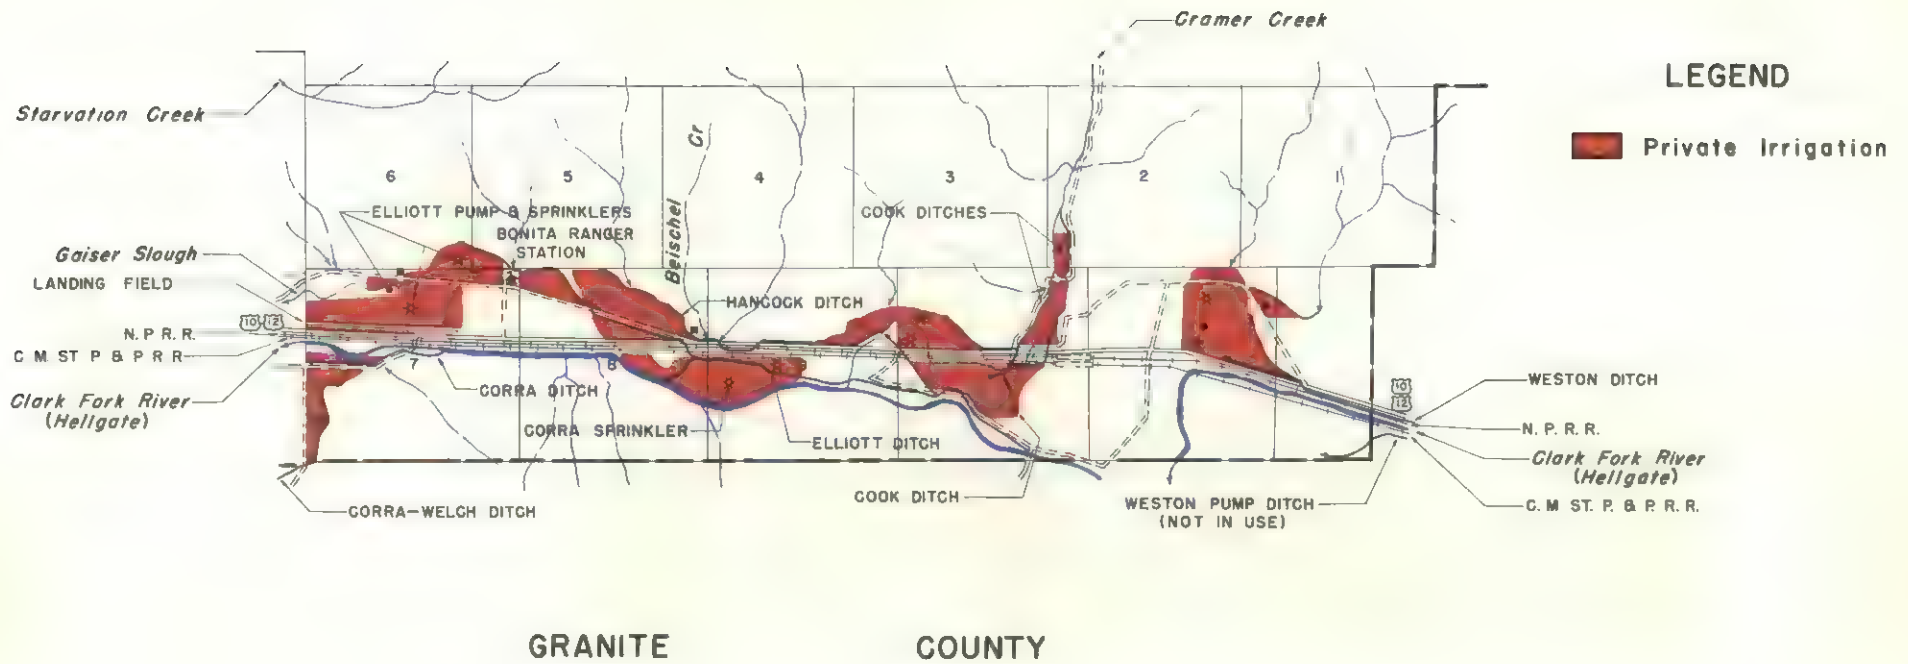 Cramer Creek
LEGEND
Starvation Creek
Private Irrigation
Cr
6
5
4
3
2
Beischel
ELLIOTT PUMP & SPRINKLERS
COOK DITCHES
BONITA RANGER
STATION
Gaiser Slough
LANDING FIELD
HANCOCK DITCH
10 12
N. P. R. R.
C M ST P & P R R
7
8
9
CORRA DITCH
Clark Fork River
(Hellgate)
10
12
WESTON DITCH
CORRA SPRINKLER
ELLIOTT DITCH
N. P. R. R.
Clark Fork River
(Hellgate)
COOK DITCH
WESTON PUMP DITCH
(NOT IN USE)
C. M ST. P. & P. R. R.
CORRA-WELCH DITCH
GRANITE COUNTY